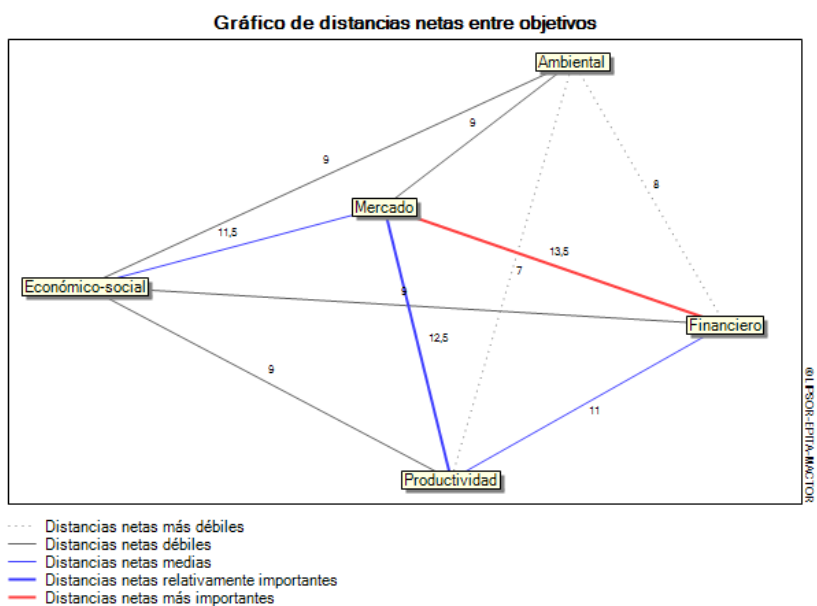 Gráfico de distancias netas entre objetivos
Ambiental
9
9
8
Mercado
11,5
13,5
7
Económico-social
9
Financiero
12,5
9
11
Productividad
© LIPSOR-EPITA-MACTOR
Distancias netas más débiles
Distancias netas débiles
Distancias netas medias
Distancias netas relativamente importantes
Distancias netas más importantes